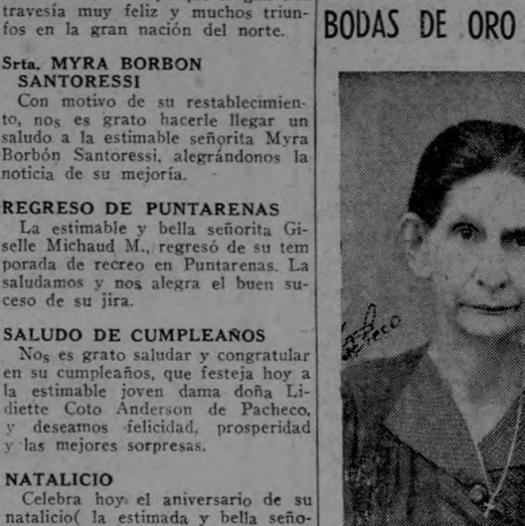 travesía muy feliz y muchos triun-
fos en la gran nación del norte.
Srta. MYRA BORBON
SANTORESSI
Con motivo de su restablecimien-
to, nos es grato hacerle llegar un
saludo a la estimable señorita Myra
Borbón Santoressi, alegrándonos la
noticia de su mejoría.
REGRESO DE PUNTARENAS
La estimable y bella señorita Gi-
selle Michaud M., regresó de su tem
porada de recreo en Puntarenas. La
saludamos y nos alegra el buen su-
ceso de su jira.
SALUDO DE CUMPLEAÑOS
Nos es grato saludar y congratular
en su cumpleaños, que festeja hoy a
la estimable joven dama doña Li-
diette Coto Anderson de Pacheco,
y deseamos felicidad, prosperidad
y las mejores sorpresas.
NATALICIO
Celebra hoy el aniversario de su
natalicio( la estimada y bella seño-
BODAS DE ORO